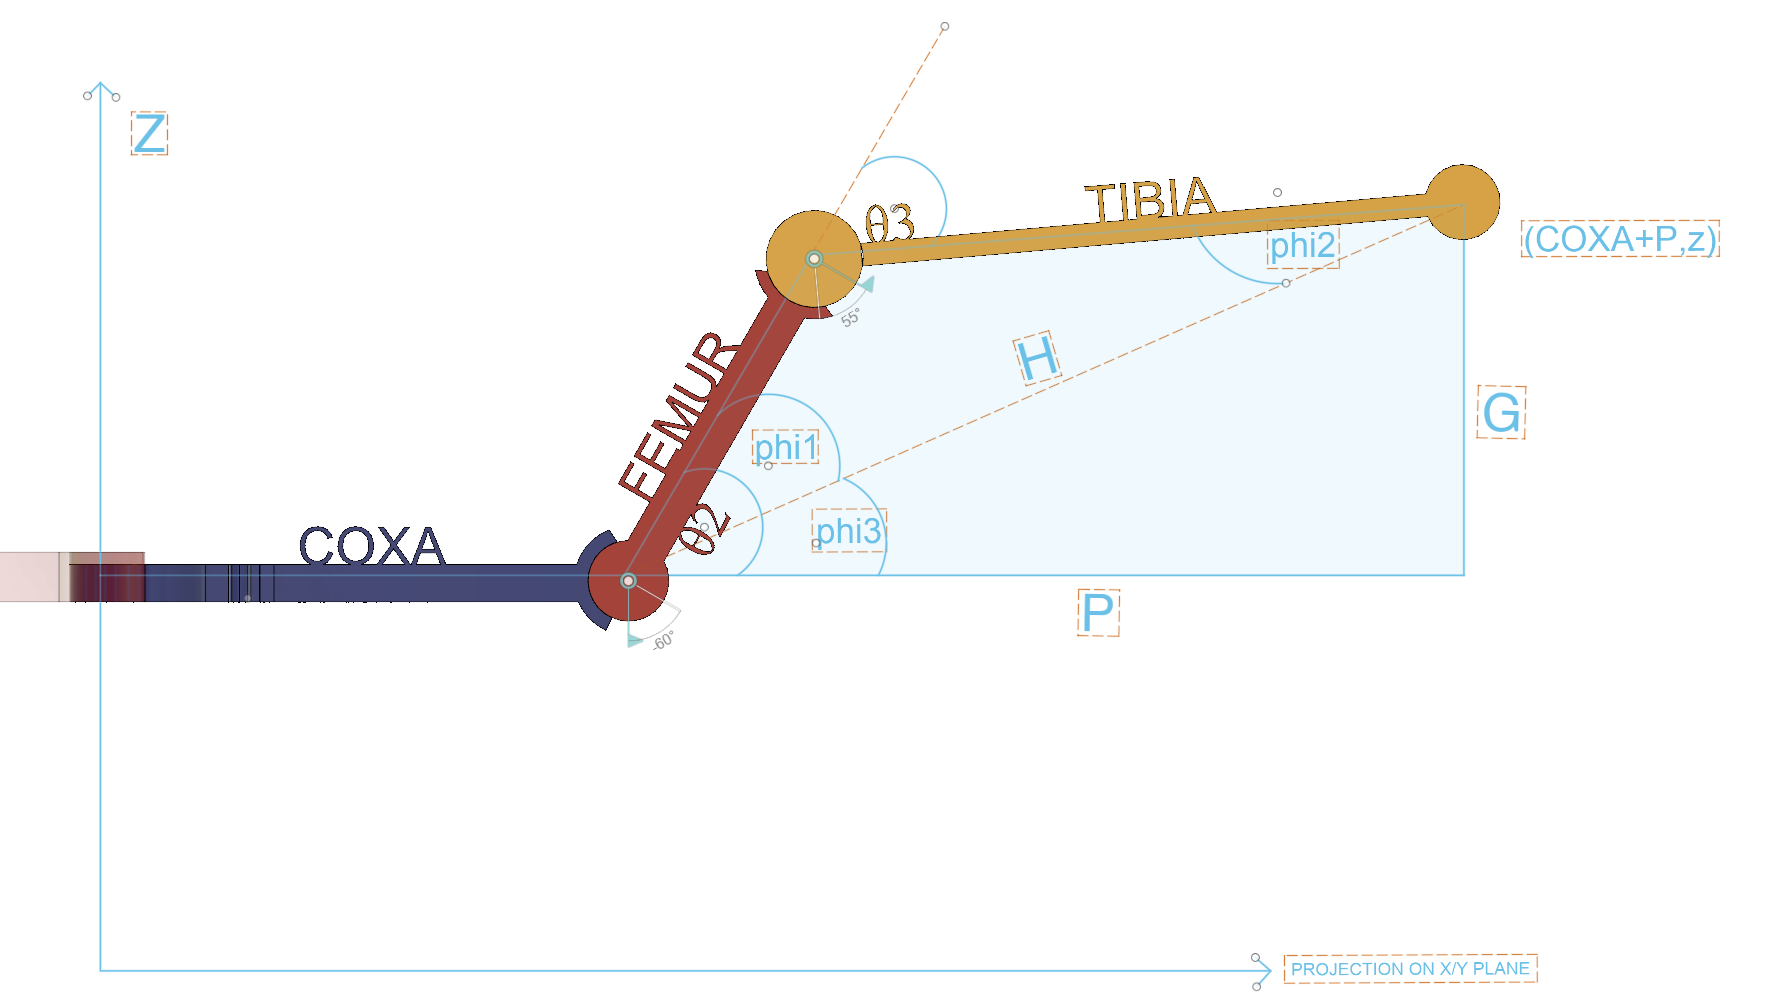 Z
θ3
TIBIA
(COXA+P,z)
phi2
55°
H
FEMUR
G
phi1
θ2
phi3
COXA
P
-60°
PROJECTION ON X/Y PLANE